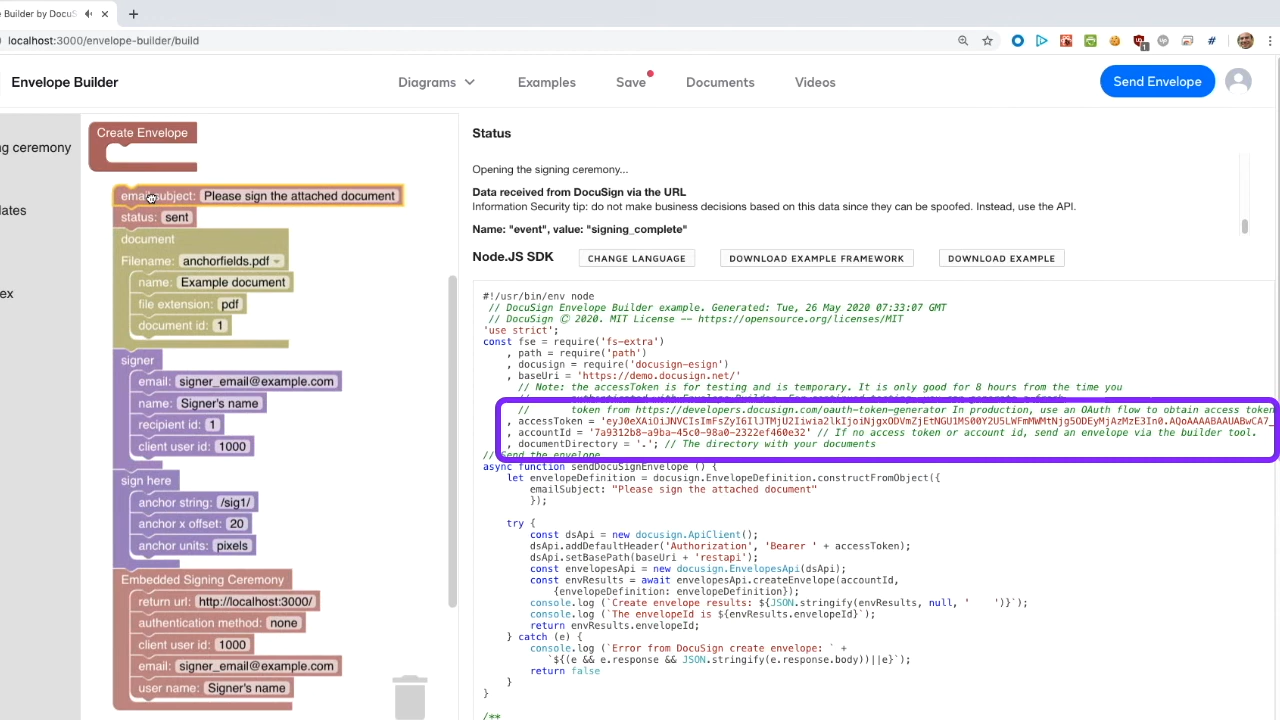 Builder by DocuS
localhost:3000/envelope-builder/build
1
#
Envelope Builder
Diagrams
Examples
Save
Documents
Videos
Send Envelope
ceremony
Create Envelope
email subject: Please sign the attached document
status: sent
document
Filename: anchorfields.pdf
name: Example document
file extension: pdf
document id: 1
signer
email: signer_email@example.com
name: Signer's name
recipient id: 1
client user id: 1000
sign here
anchor string: /sig1/
anchor x offset: 20
anchor units: pixels
Embedded Signing Ceremony
return url: http://localhost:3000/
authentication method: none
client user id: 1000
email: signer_email@example.com
user name: Signer's name
Status
Opening the signing ceremony...
Data received from DocuSign via the URL
Information Security tip: do not make business decisions based on this data since they can be spoofed. Instead, use the API.
Name: "event", value: "signing_complete"
Node.JS SDK
CHANGE LANGUAGE
DOWNLOAD EXAMPLE FRAMEWORK
DOWNLOAD EXAMPLE
#!/usr/bin/env node
// DocuSign Envelope Builder example. Generated: Tue, 26 May 2020 07:33:07 GMT
// DocuSign © 2020. MIT License -- https://opensource.org/licenses/MIT
'use strict';
const fse = require('fs-extra')
, path = require('path')
, docusign = require('docusign-esign')
, baseUri = 'https://demo.docusign.net/'
// Note: the accessToken is for testing and is temporary. It is only good for 8 hours from the time you
// token from https://developers.docusign.com/oauth-token-generator In production, use an OAuth flow to obtain access token
, accessToken =
, accountId = '7a9312b8-a9ba-45c0-98a0-2322ef460e32' // If no access token or account id, send an envelope via the builder tool.
, documentDirectory = '.'; // The directory with your documents
// Send the envelope
async function sendDocuSignEnvelope () {
let envelopeDefinition = docusign.EnvelopeDefinition.constructFromObject({
emailSubject: "Please sign the attached document"
});
try {
const dsApi = new docusign.ApiClient();
dsApi.addDefaultHeader('Authorization', 'Bearer ' + accessToken);
dsApi.setBasePath(baseUri + 'restapi');
const envelopesApi = new docusign.EnvelopesApi(dsApi);
const envResults = await envelopesApi.createEnvelope(accountId,
{envelopeDefinition: envelopeDefinition});
console.log (`Create envelope results: ${JSON.stringify(envResults, null, '    ')}`);
console.log (`The envelopeId is ${envResults.envelopeId}`);
return envResults.envelopeId;
} catch (e) {
console.log (`Error from DocuSign create envelope: ` +
`${(e && e.response && JSON.stringify(e.response.body))||e}`);
return false
}
}
/**